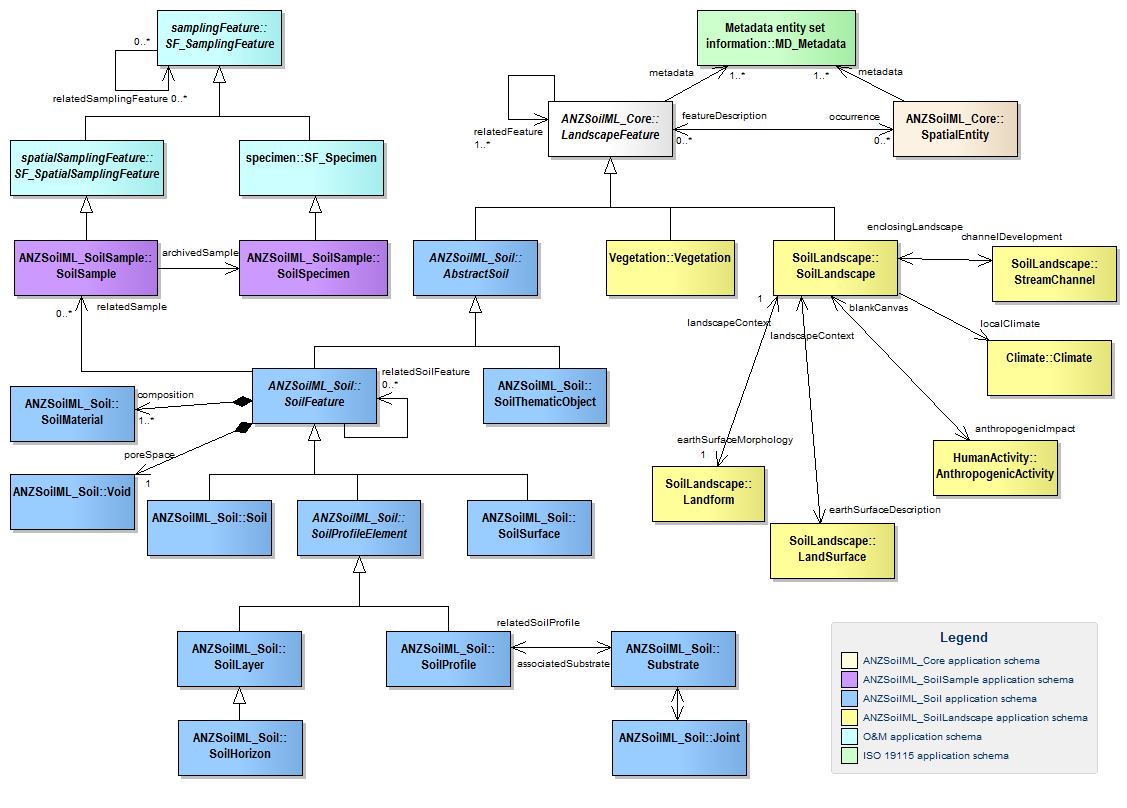 samplingFeature::
SF_SamplingFeature
0..*
relatedSamplingFeature 0..*
Metadata entity set
information::MD_Metadata
metadata
1..*
1..*
metadata
ANZSoilML_Core::
LandscapeFeature
relatedFeature
1..*
featureDescription
0..*
occurrence
0..*
ANZSoilML_Core::
SpatialEntity
spatialSamplingFeature::
SF_SpatialSamplingFeature
specimen::SF_Specimen
ANZSoilML_SoilSample::
SoilSample
archivedSample
ANZSoilML_SoilSample::
SoilSpecimen
ANZSoilML_Soil::
AbstractSoil
Vegetation::Vegetation
SoilLandscape::
SoilLandscape
enclosingLandscape
channelDevelopment
SoilLandscape::
StreamChannel
0..*
relatedSample
1
landscapeContext
landscapeContext
blankCanvas
localClimate
Climate::Climate
ANZSoilML_Soil::
SoilMaterial
composition
1..*
ANZSoilML_Soil::
SoilFeature
relatedSoilFeature
0..*
ANZSoilML_Soil::
SoilThematicObject
poreSpace
1
ANZSoilML_Soil::Void
earthSurfaceMorphology
1
anthropogenicImpact
SoilLandscape::
Landform
HumanActivity::
AnthropogenicActivity
ANZSoilML_Soil::Soil
ANZSoilML_Soil::
SoilProfileElement
ANZSoilML_Soil::
SoilSurface
earthSurfaceDescription
SoilLandscape::
LandSurface
ANZSoilML_Soil::
SoilLayer
ANZSoilML_Soil::
SoilProfile
relatedSoilProfile
associatedSubstrate
ANZSoilML_Soil::
Substrate
ANZSoilML_Soil::
SoilHorizon
ANZSoilML_Soil::Joint
Legend
ANZSoilML_Core application schema
ANZSoilML_SoilSample application schema
ANZSoilML_Soil application schema
ANZSoilML_SoilLandscape application schema
O&M application schema
ISO 19115 application schema